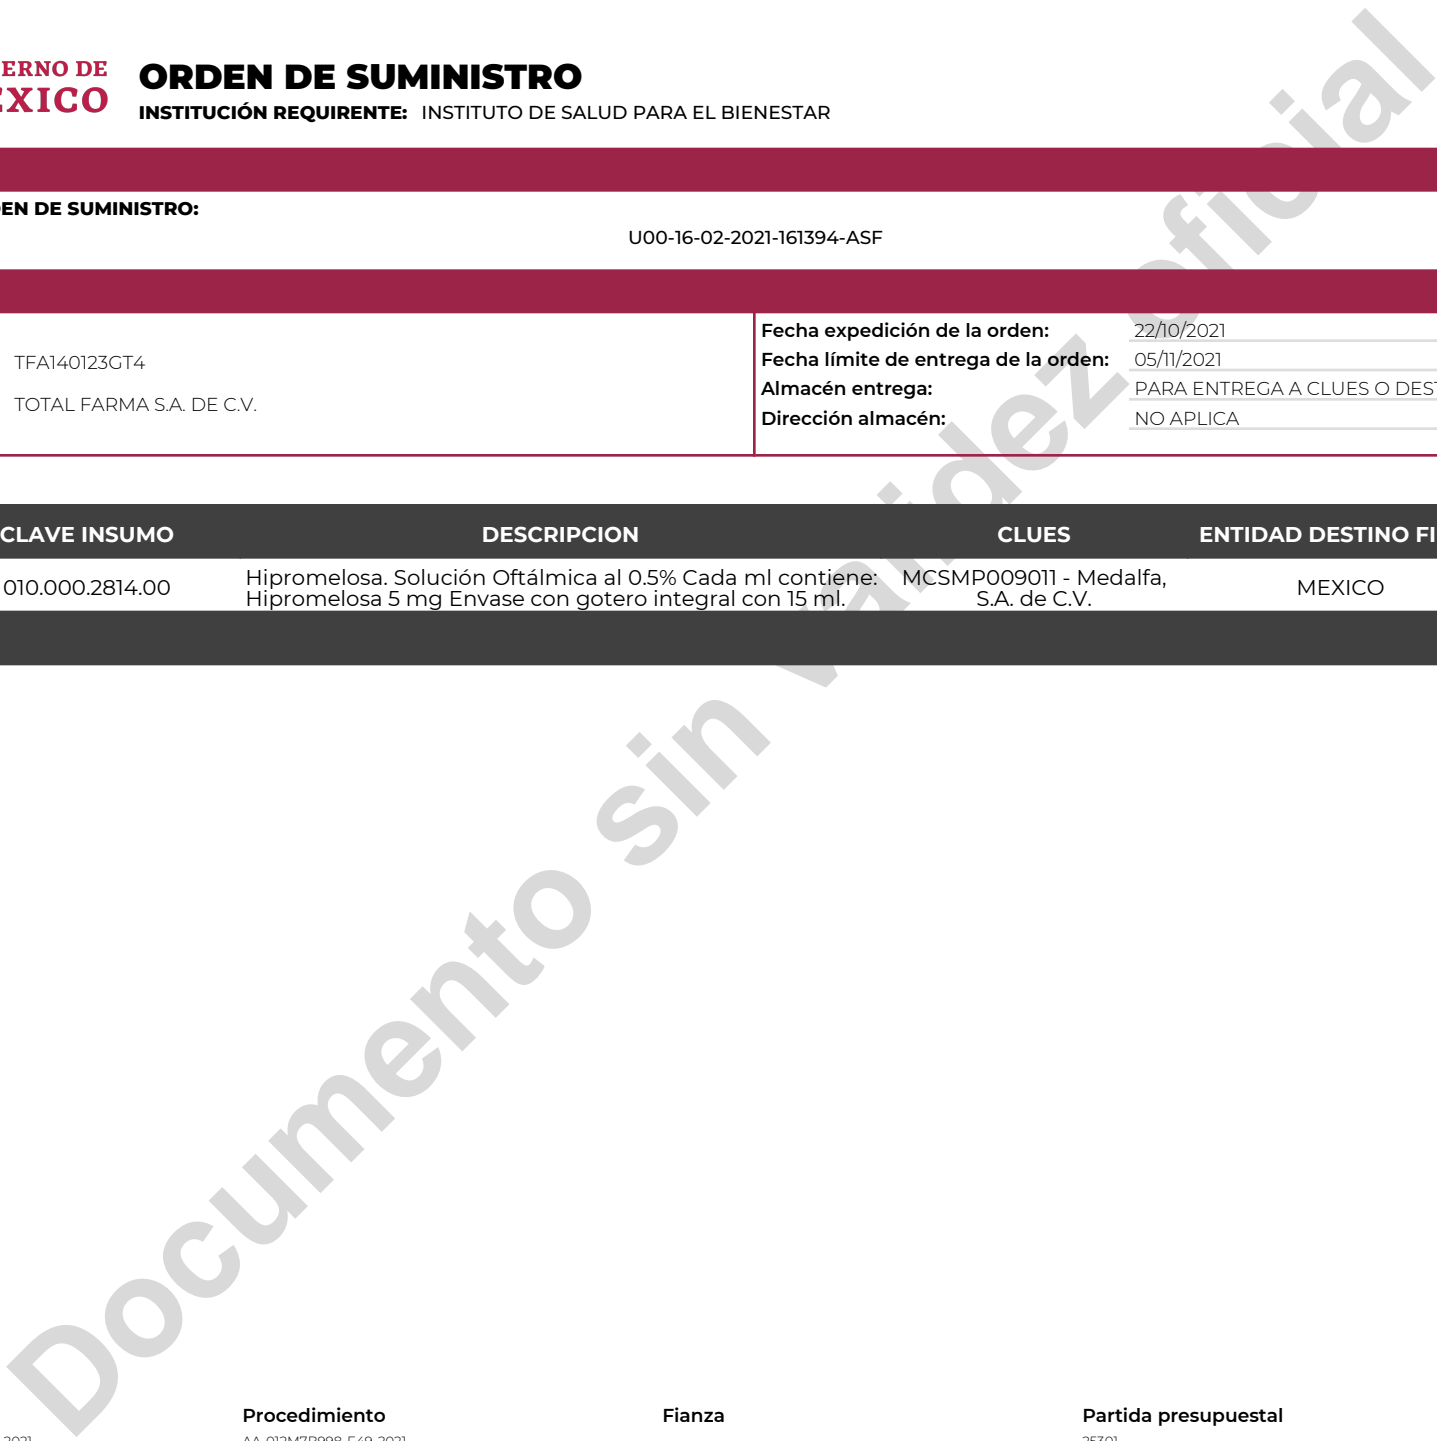 ERNO DE
XICO
ORDEN DE SUMINISTRO
INSTITUCIÓN REQUIRENTE: INSTITUTO DE SALUD PARA EL BIENESTAR
EN DE SUMINISTRO:
U00-16-02-2021-161394-ASF
TFA140123GT4
TOTAL FARMA S.A. DE C.V.
Fecha expedición de la orden: 22/10/2021
Fecha límite de entrega de la orden: 05/11/2021
Almacén entrega: PARA ENTREGA A CLUES O DEST
Dirección almacén: NO APLICA
CLAVE INSUMO DESCRIPCION CLUES ENTIDAD DESTINO FI
010.000.2814.00 Hipromelosa. Solución Oftálmica al 0.5% Cada ml contiene: MCSMP009011 - Medalfa, MEXICO
Hipromelosa 5 mg Envase con gotero integral con 15 ml. S.A. de C.V.
Documento sin validez oficial
Procedimiento Fianza Partida presupuestal